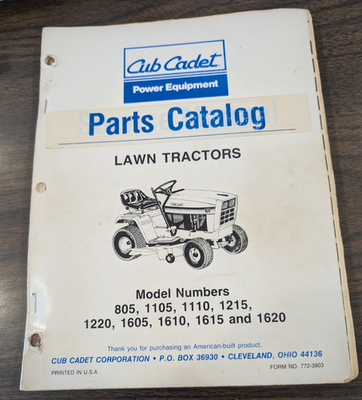 Cub Cadet
Power Equipment
Parts Catalog
LAWN TRACTORS
Model Numbers
805, 1105, 1110, 1215,
1220, 1605, 1610, 1615 and 1620
Thank you for purchasing an American-built product.
CUB CADET CORPORATION • P.O. BOX 36930 • CLEVELAND, OHIO 44136
PRINTED IN U.S.A.
FORM NO. 772-3903